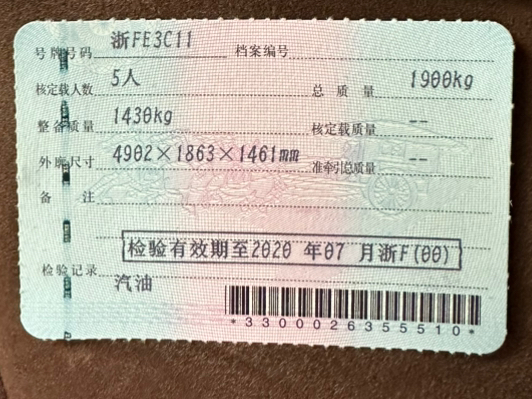 号牌号码 浙FE3C11 档案编号
核定载人数 5人 总质量 1900kg
整备质量 1430kg 核定载质量 --
外廓尺寸 4902×1863×1461mm 准牵引总质量 --
备注
检验有效期至2020 年07 月浙F(00)
检验记录
汽油
*3300026355510*